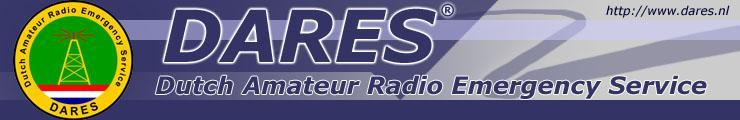 Dutch Amateur Radio Emergency Service
DARES
DARES®
http://www.dares.nl
Dutch Amateur Radio Emergency Service